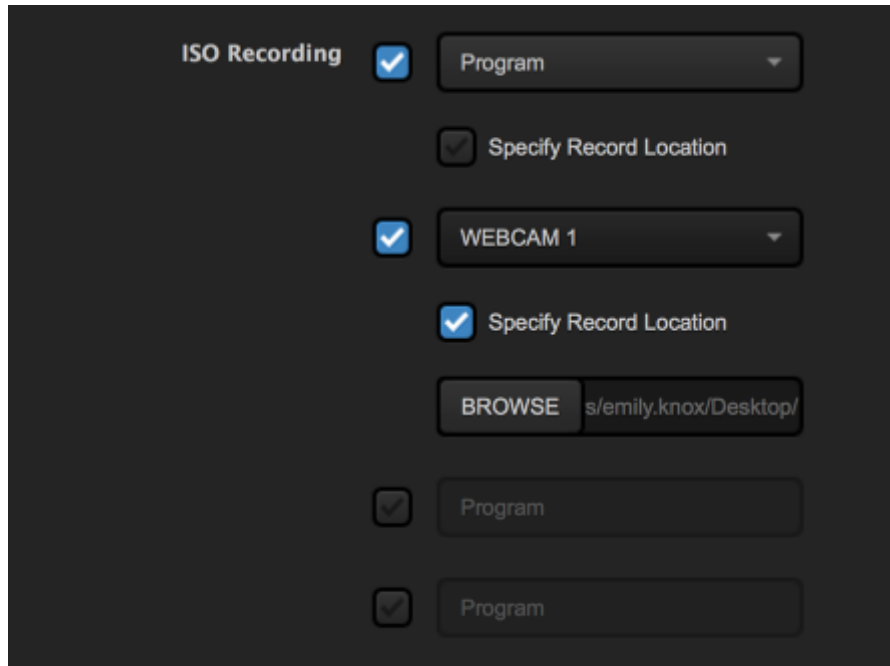 ISO Recording
Program
Specify Record Location
WEBCAM 1
Specify Record Location
BROWSE s/emily.knox/Desktop/
Program
Program